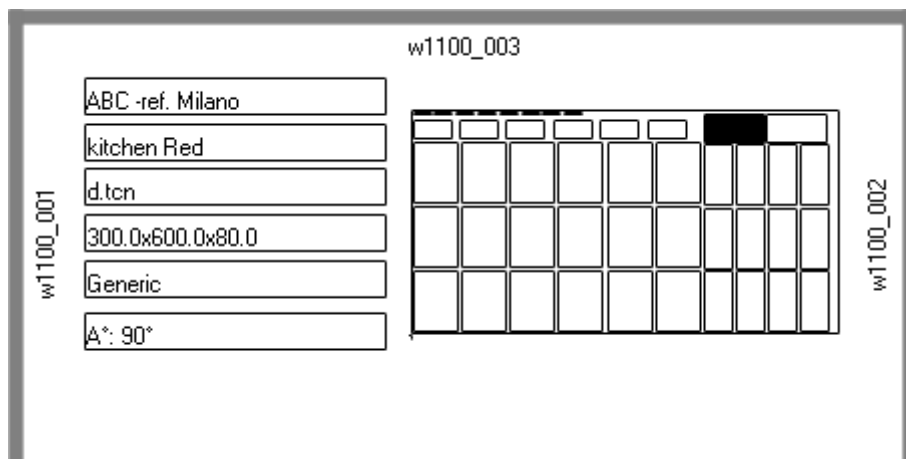 w1100_003
ABC -ref. Milano
kitchen Red
d.tcn
300.0x600.0x80.0
Generic
A°: 90°
w1100_001
w1100_002